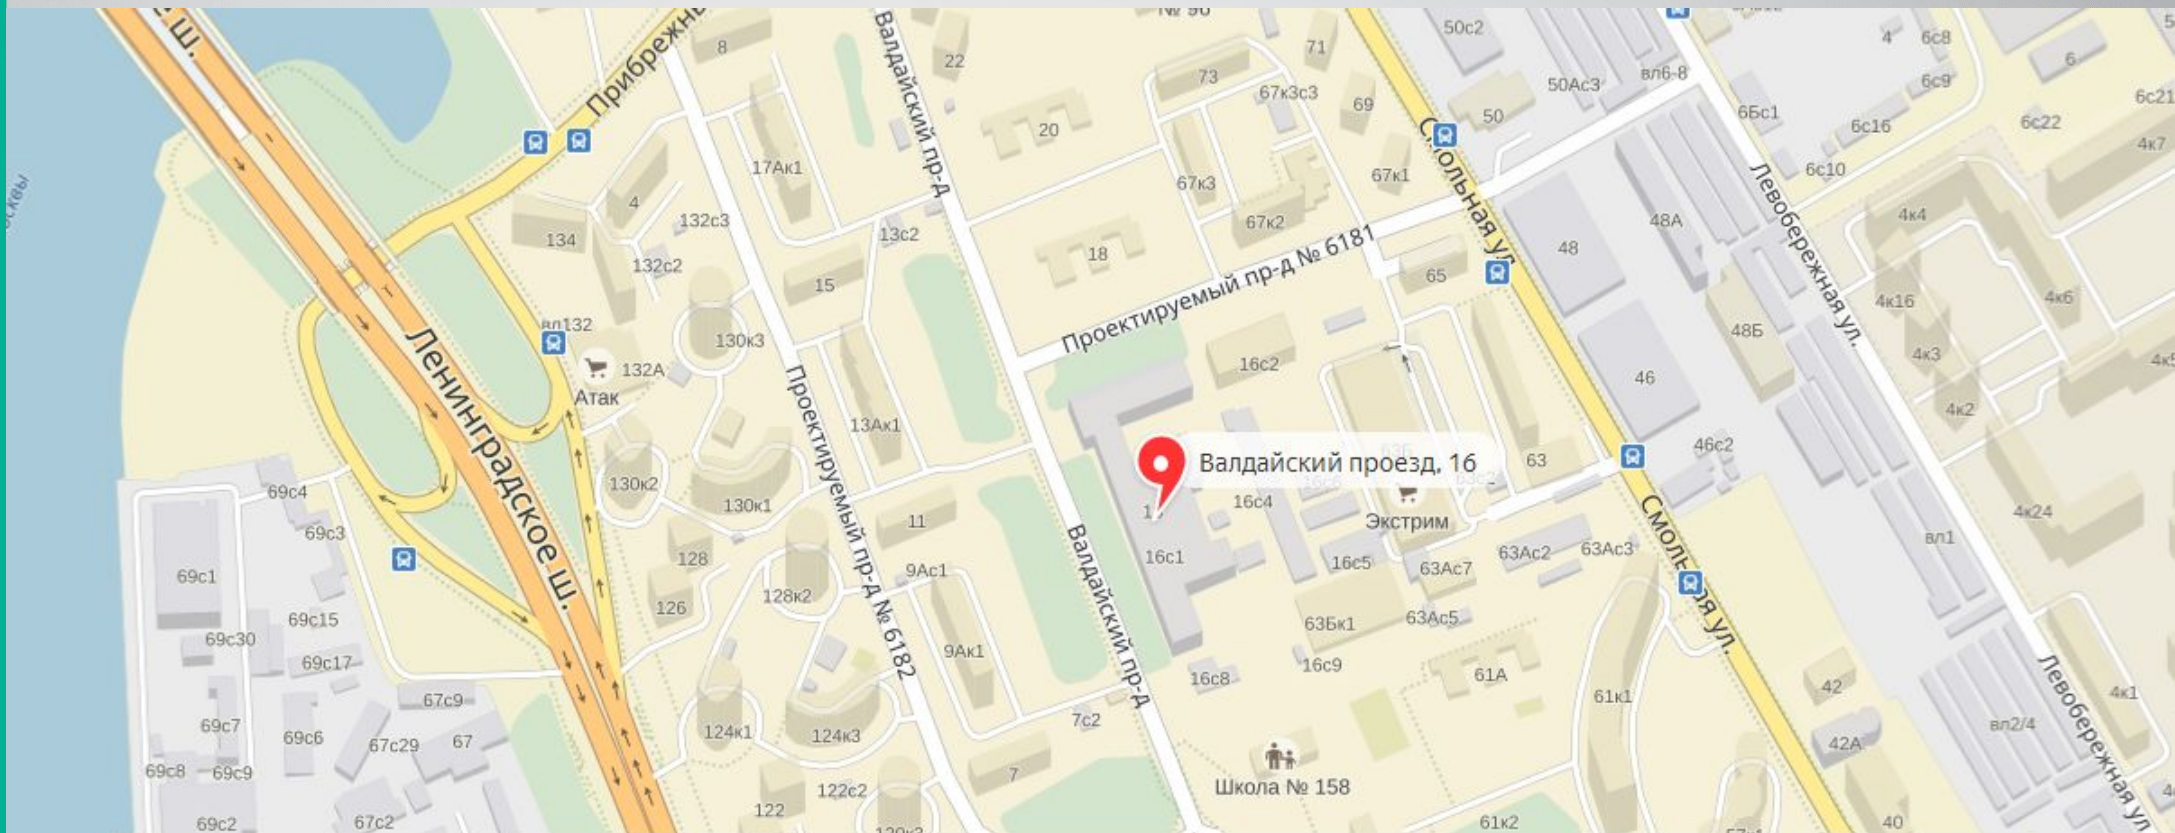 Прибрежны
Валдайский пр-д
8
22
71
50с2
4
6с8
6
73
67к3с3
69
50
50Ас3
вл6-8
6с9
6Бс1
6с16
6с21
6с22
4к7
20
17Ак1
67к3
67к1
6с10
4
132с3
134
13с2
67к2
Смольная ул.
48А
Левобережная ул.
4к4
132с2
15
18
Проектируемый пр-д № 6181
65
48
4к16
4к6
вл132
130к3
48Б
Ленинградское ш.
132А
Атак
16с2
46
4к3
4к2
13Ак1
Проектируемый пр-д № 6182
Валдайский проезд, 16
63
46с2
69с4
130к2
130к1
11
16с4
Экстрим
4к24
69с3
128
Валдайский пр-д
16с1
16с5
63Ас2
63Ас3
Смольная ул.
вл1
69с1
9Ас1
63Ас7
126
128к2
69с15
63Бк1
63Ас5
69с30
69с17
9Ак1
16с8
16с9
61А
61к1
42
Левобережная ул
4к1
67с9
69с7
69с6
67с29
67
124к1
124к3
7с2
вл2/4
42А
69с8
69с9
7
Школа № 158
122
122с2
69с2
67с2
61к2
40